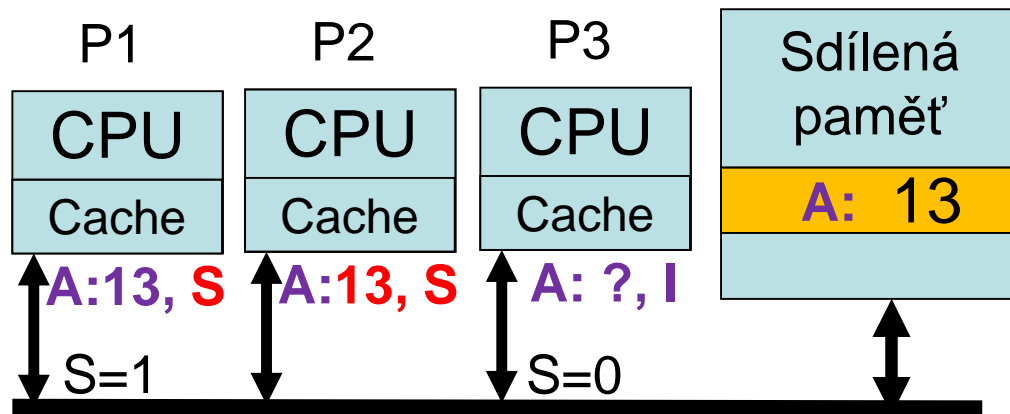 P1
P2
P3
CPU
Cache
CPU
Cache
CPU
Cache
Sdílená
paměť
A: 13
A:13, S
A:13, S
A: ?, I
S=1
S=0